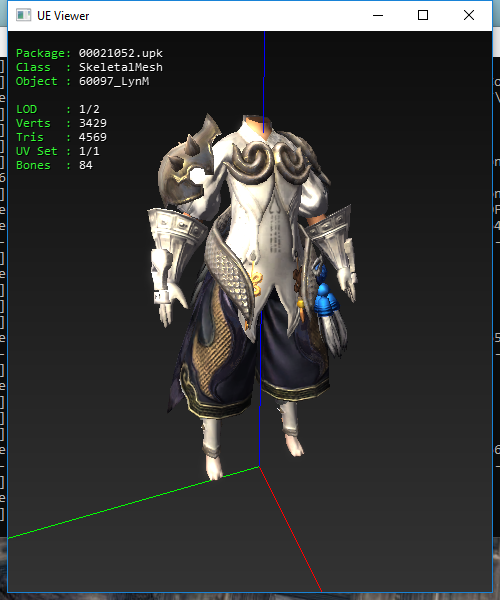 UE Viewer
Package: 00021052.upk
Class  : SkeletalMesh
Object : 60097_LynM
LOD    : 1/2
Verts  : 3429
Tris   : 4569
UV Set : 1/1
Bones  : 84